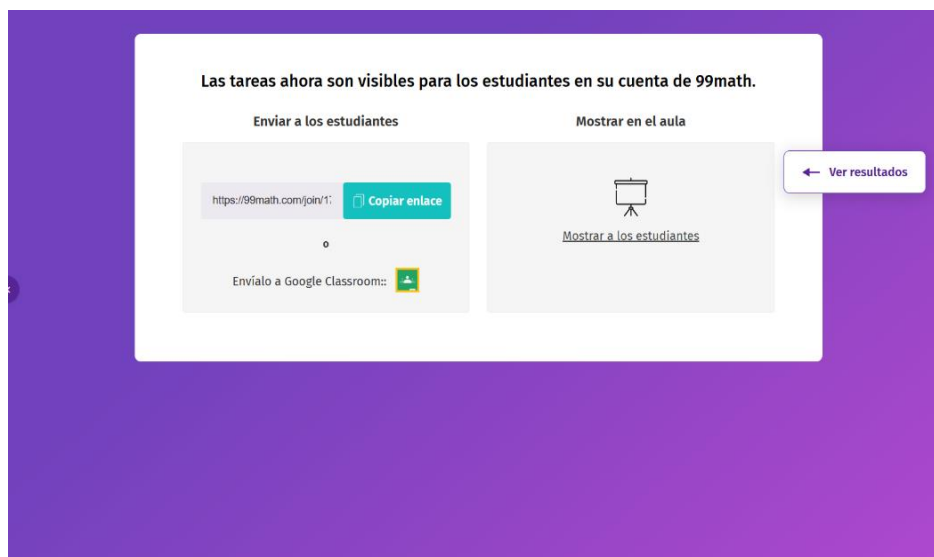 Las tareas ahora son visibles para los estudiantes en su cuenta de 99math.
Enviar a los estudiantes
https://99math.com/join/17
Copiar enlace
o
Envíalo a Google Classroom::
Mostrar en el aula
Mostrar a los estudiantes
Ver resultados